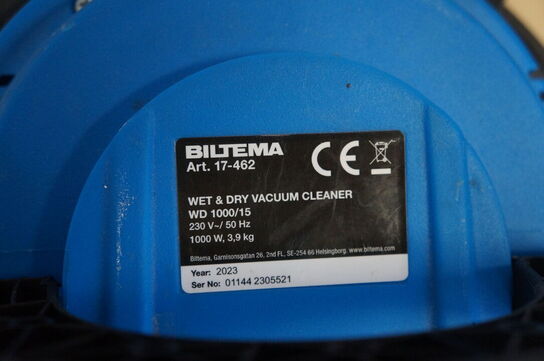 BILTEMA
Art. 17-462
CE
WET & DRY VACUUM CLEANER
WD 1000/15
230 V~/ 50 Hz
1000 W, 3,9 kg
Biltema, Garnisonsgatan 26, 2nd FL, SE-254 66 Helsingborg. www.biltema.com
Year: 2023
Ser No: 01144 2305521